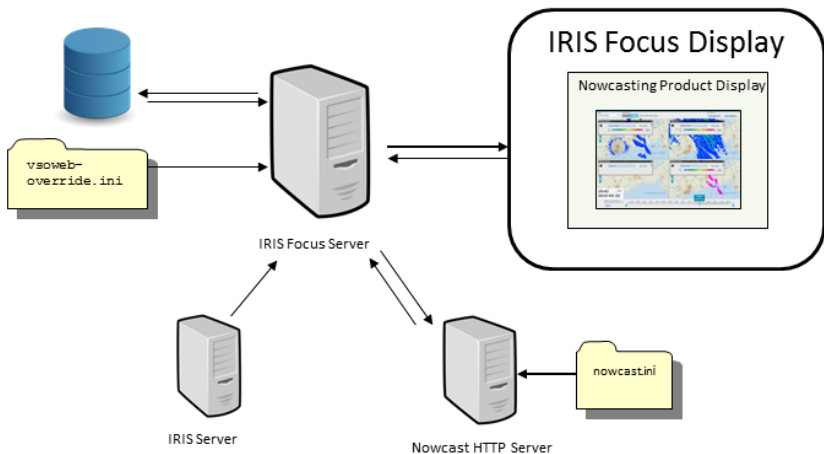 IRIS Focus Display
Nowcasting Product Display
vsoweb-
override.ini
IRIS Focus Server
nowcast.ini
IRIS Server
Nowcast HTTP Server